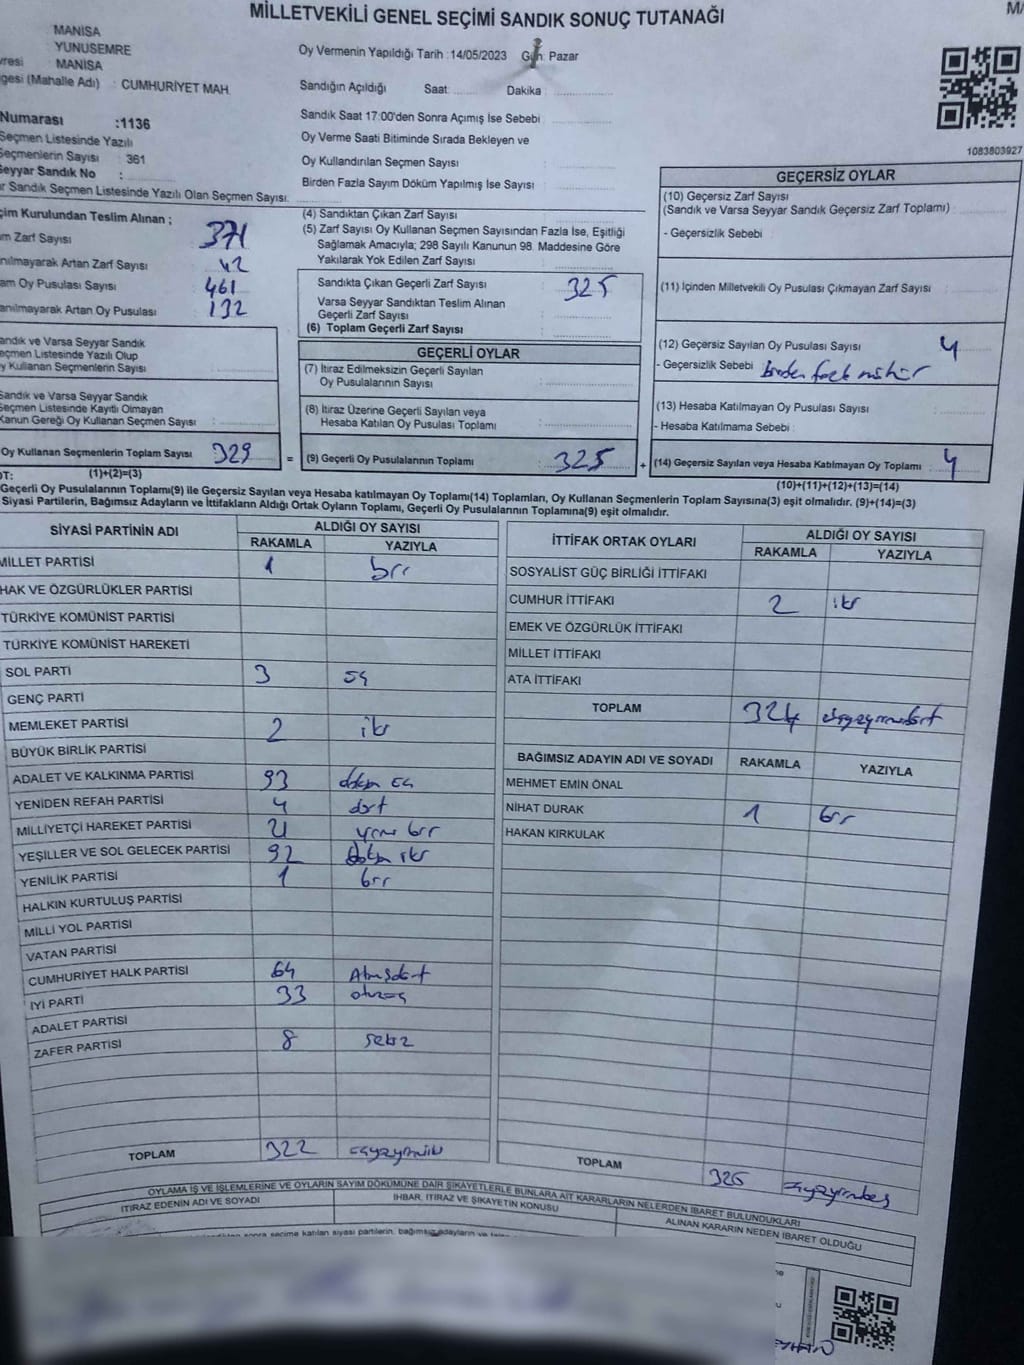 MİLLETVEKİLİ GENEL SEÇİMİ SANDIK SONUÇ TUTANAĞI
MANİSA
YUNUSEMRE
MANİSA
(Mahalle Adı) : CUMHURİYET MAH.
Numarası :1136
Seçmen Listesinde Yazılı
Seçmenlerin Sayısı : 361
Seyyar Sandık No :
Sandık Seçmen Listesinde Yazılı Olan Seçmen Sayısı:
Oy Vermenin Yapıldığı Tarih :14/05/2023 Gün: Pazar
Sandığın Açıldığı Saat: Dakika :
Sandık Saat 17:00'den Sonra Açımış İse Sebebi :
Oy Verme Saati Bitiminde Sırada Bekleyen ve
Oy Kullandırılan Seçmen Sayısı :
Birden Fazla Sayım Döküm Yapılmış İse Sayısı :
1083803927
Kurulundan Teslim Alınan ;
Zarf Sayısı 371
Artan Zarf Sayısı 42
Oy Pusulası Sayısı 461
Artan Oy Pusulası 132
Sandık ve Varsa Seyyar Sandık
Seçmen Listesinde Yazılı Olup
Oy Kullanan Seçmenlerin Sayısı :
Sandık ve Varsa Seyyar Sandık
Seçmen Listesinde Kayıtlı Olmayan
Kanun Gereği Oy Kullanan Seçmen Sayısı :
Oy Kullanan Seçmenlerin Toplam Sayısı 329
(1)+(2)=(3)
(4) Sandıktan Çıkan Zarf Sayısı :
(5) Zarf Sayısı Oy Kullanan Seçmen Sayısından Fazla İse, Eşitliği
Sağlamak Amacıyla; 298 Sayılı Kanunun 98. Maddesine Göre
Yakılarak Yok Edilen Zarf Sayısı :
Sandıkta Çıkan Geçerli Zarf Sayısı : 325
Varsa Seyyar Sandıktan Teslim Alınan
Geçerli Zarf Sayısı :
(6) Toplam Geçerli Zarf Sayısı :
GEÇERLİ OYLAR
(7) İtiraz Edilmeksizin Geçerli Sayılan
Oy Pusulalarının Sayısı :
(8) İtiraz Üzerine Geçerli Sayılan veya
Hesaba Katılan Oy Pusulası Toplamı :
= (9) Geçerli Oy Pusulalarının Toplamı : 325
GEÇERSİZ OYLAR
(10) Geçersiz Zarf Sayısı
(Sandık ve Varsa Seyyar Sandık Geçersiz Zarf Toplamı) :
- Geçersizlik Sebebi :
(11) İçinden Milletvekili Oy Pusulası Çıkmayan Zarf Sayısı :
(12) Geçersiz Sayılan Oy Pusulası Sayısı : 4
- Geçersizlik Sebebi : birden fazla mühür
(13) Hesaba Katılmayan Oy Pusulası Sayısı :
- Hesaba Katılmama Sebebi :
+ (14) Geçersiz Sayılan veya Hesaba Katılmayan Oy Toplamı : 4
(10)+(11)+(12)+(13)=(14)
Geçerli Oy Pusulalarının Toplamı(9) ile Geçersiz Sayılan veya Hesaba katılmayan Oy Toplamı(14) Toplamları, Oy Kullanan Seçmenlerin Toplam Sayısına(3) eşit olmalıdır. (9)+(14)=(3)
Siyasi Partilerin, Bağımsız Adayların ve İttifakların Aldığı Ortak Oyların Toplamı, Geçerli Oy Pusulalarının Toplamına(9) eşit olmalıdır.
SİYASİ PARTİNİN ADI ALDIĞI OY SAYISI
RAKAMLA YAZIYLA
MİLLET PARTİSİ 1 bir
HAK VE ÖZGÜRLÜKLER PARTİSİ
TÜRKİYE KOMÜNİST PARTİSİ
TÜRKİYE KOMÜNİST HAREKETİ
SOL PARTİ 3 üç
GENÇ PARTİ
MEMLEKET PARTİSİ 2 iki
BÜYÜK BİRLİK PARTİSİ
ADALET VE KALKINMA PARTİSİ 93 doksan üç
YENİDEN REFAH PARTİSİ 4 dört
MİLLİYETÇİ HAREKET PARTİSİ 21 yirmi bir
YEŞİLLER VE SOL GELECEK PARTİSİ 92 doksan iki
YENİLİK PARTİSİ 1 bir
HALKIN KURTULUŞ PARTİSİ
MİLLİ YOL PARTİSİ
VATAN PARTİSİ
CUMHURİYET HALK PARTİSİ 64 Altmışdört
İYİ PARTİ 33 otuzüç
ADALET PARTİSİ
ZAFER PARTİSİ 8 sekiz
TOPLAM 322 üçyüzyirmiiki
İTTİFAK ORTAK OYLARI ALDIĞI OY SAYISI
RAKAMLA YAZIYLA
SOSYALİST GÜÇ BİRLİĞİ İTTİFAKI
CUMHUR İTTİFAKI 2 iki
EMEK VE ÖZGÜRLÜK İTTİFAKI
MİLLET İTTİFAKI
ATA İTTİFAKI
TOPLAM 324 üçyüzyirmidört
BAĞIMSIZ ADAYIN ADI VE SOYADI RAKAMLA YAZIYLA
MEHMET EMİN ÖNAL
NİHAT DURAK 1 bir
HAKAN KIRKULAK
TOPLAM 325 üçyüzyirmibeş
OYLAMA İŞ VE İŞLEMLERİNE VE OYLARIN SAYIM DÖKÜMÜNE DAİR ŞİKAYETLERLE BUNLARA AİT KARARLARIN NELERDEN İBARET BULUNDUKLARI
İTİRAZ EDENİN ADI VE SOYADI İHBAR, İTİRAZ VE ŞİKAYETİN KONUSU ALINAN KARARIN NEDEN İBARET OLDUĞU
sonra seçime katılan siyasi partilerin, bağımsız adayların ve